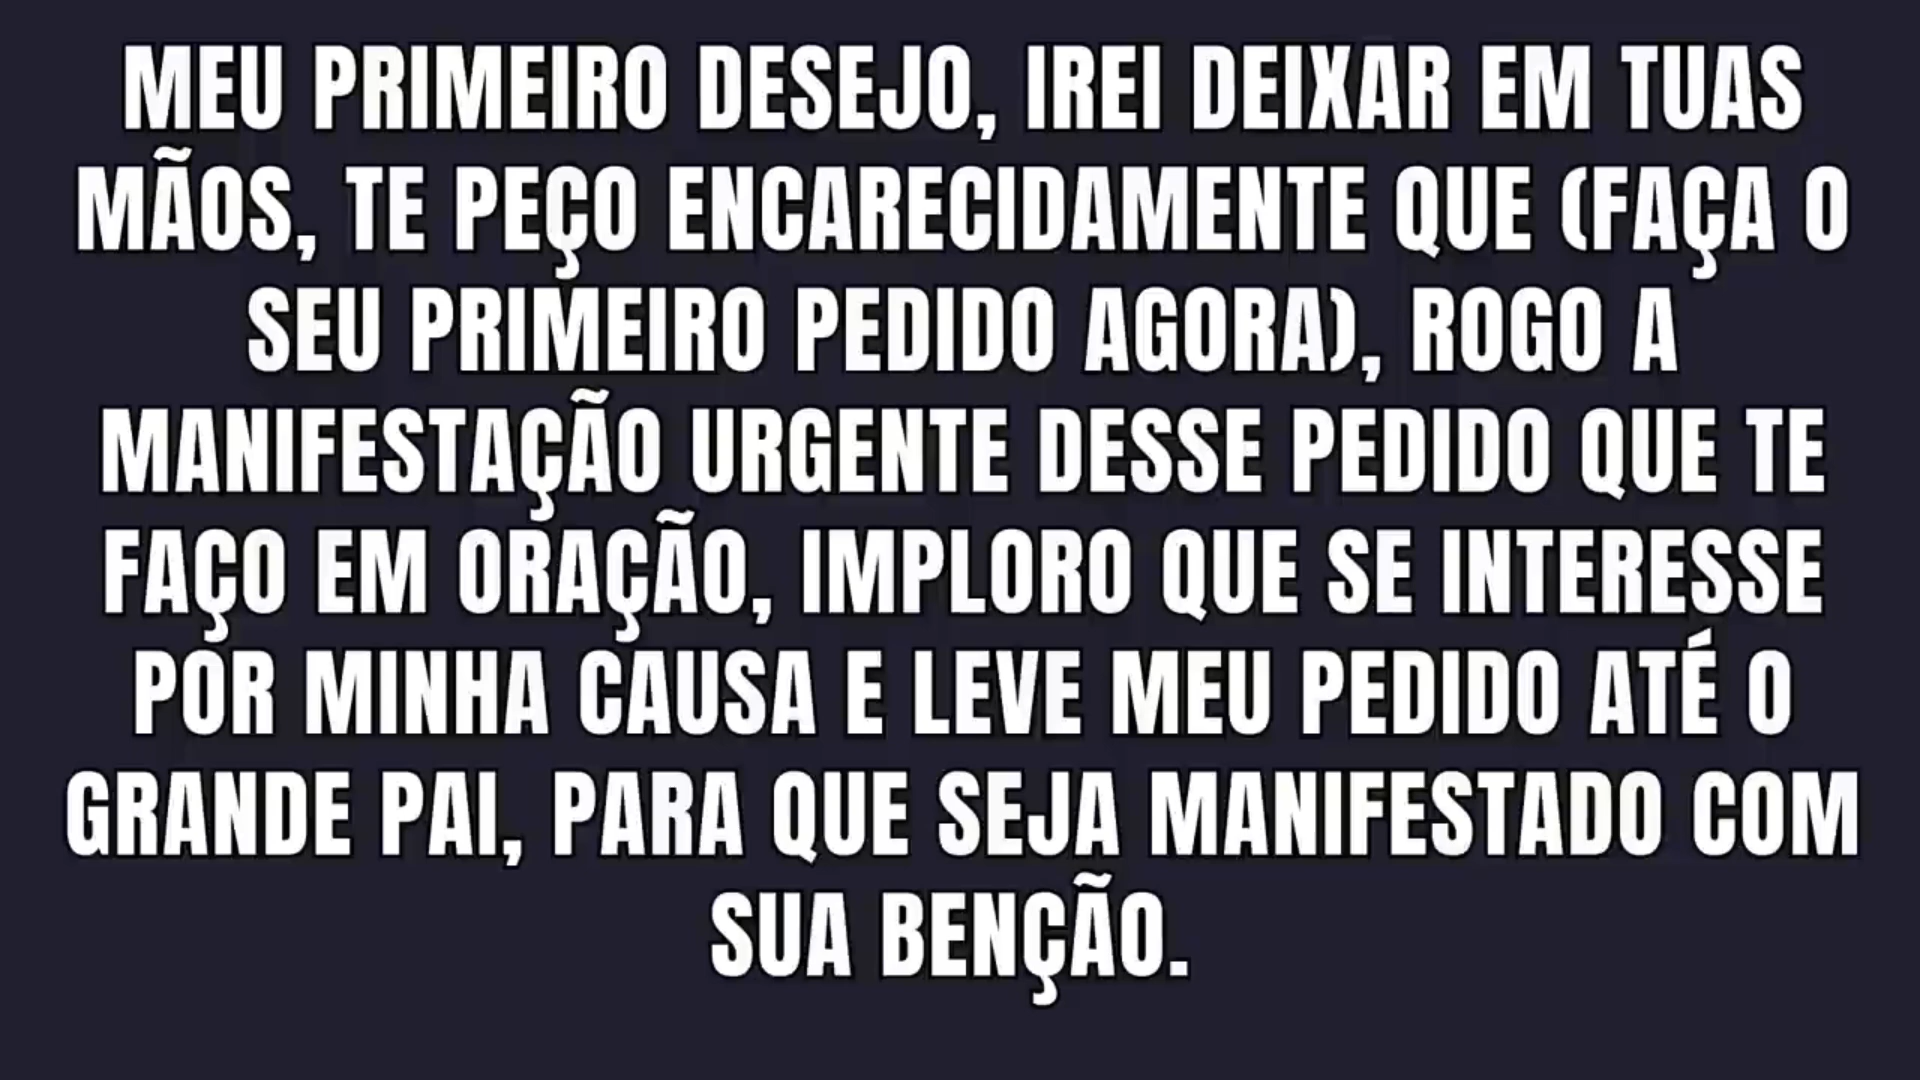 MEU PRIMEIRO DESEJO, IREI DEIXAR EM TUAS
MÃOS, TE PEÇO ENCARECIDAMENTE QUE (FAÇA O
SEU PRIMEIRO PEDIDO AGORA), ROGO A
MANIFESTAÇÃO URGENTE DESSE PEDIDO QUE TE
FAÇO EM ORAÇÃO, IMPLORO QUE SE INTERESSE
POR MINHA CAUSA E LEVE MEU PEDIDO ATÉ O
GRANDE PAI, PARA QUE SEJA MANIFESTADO COM
SUA BENÇÃO.